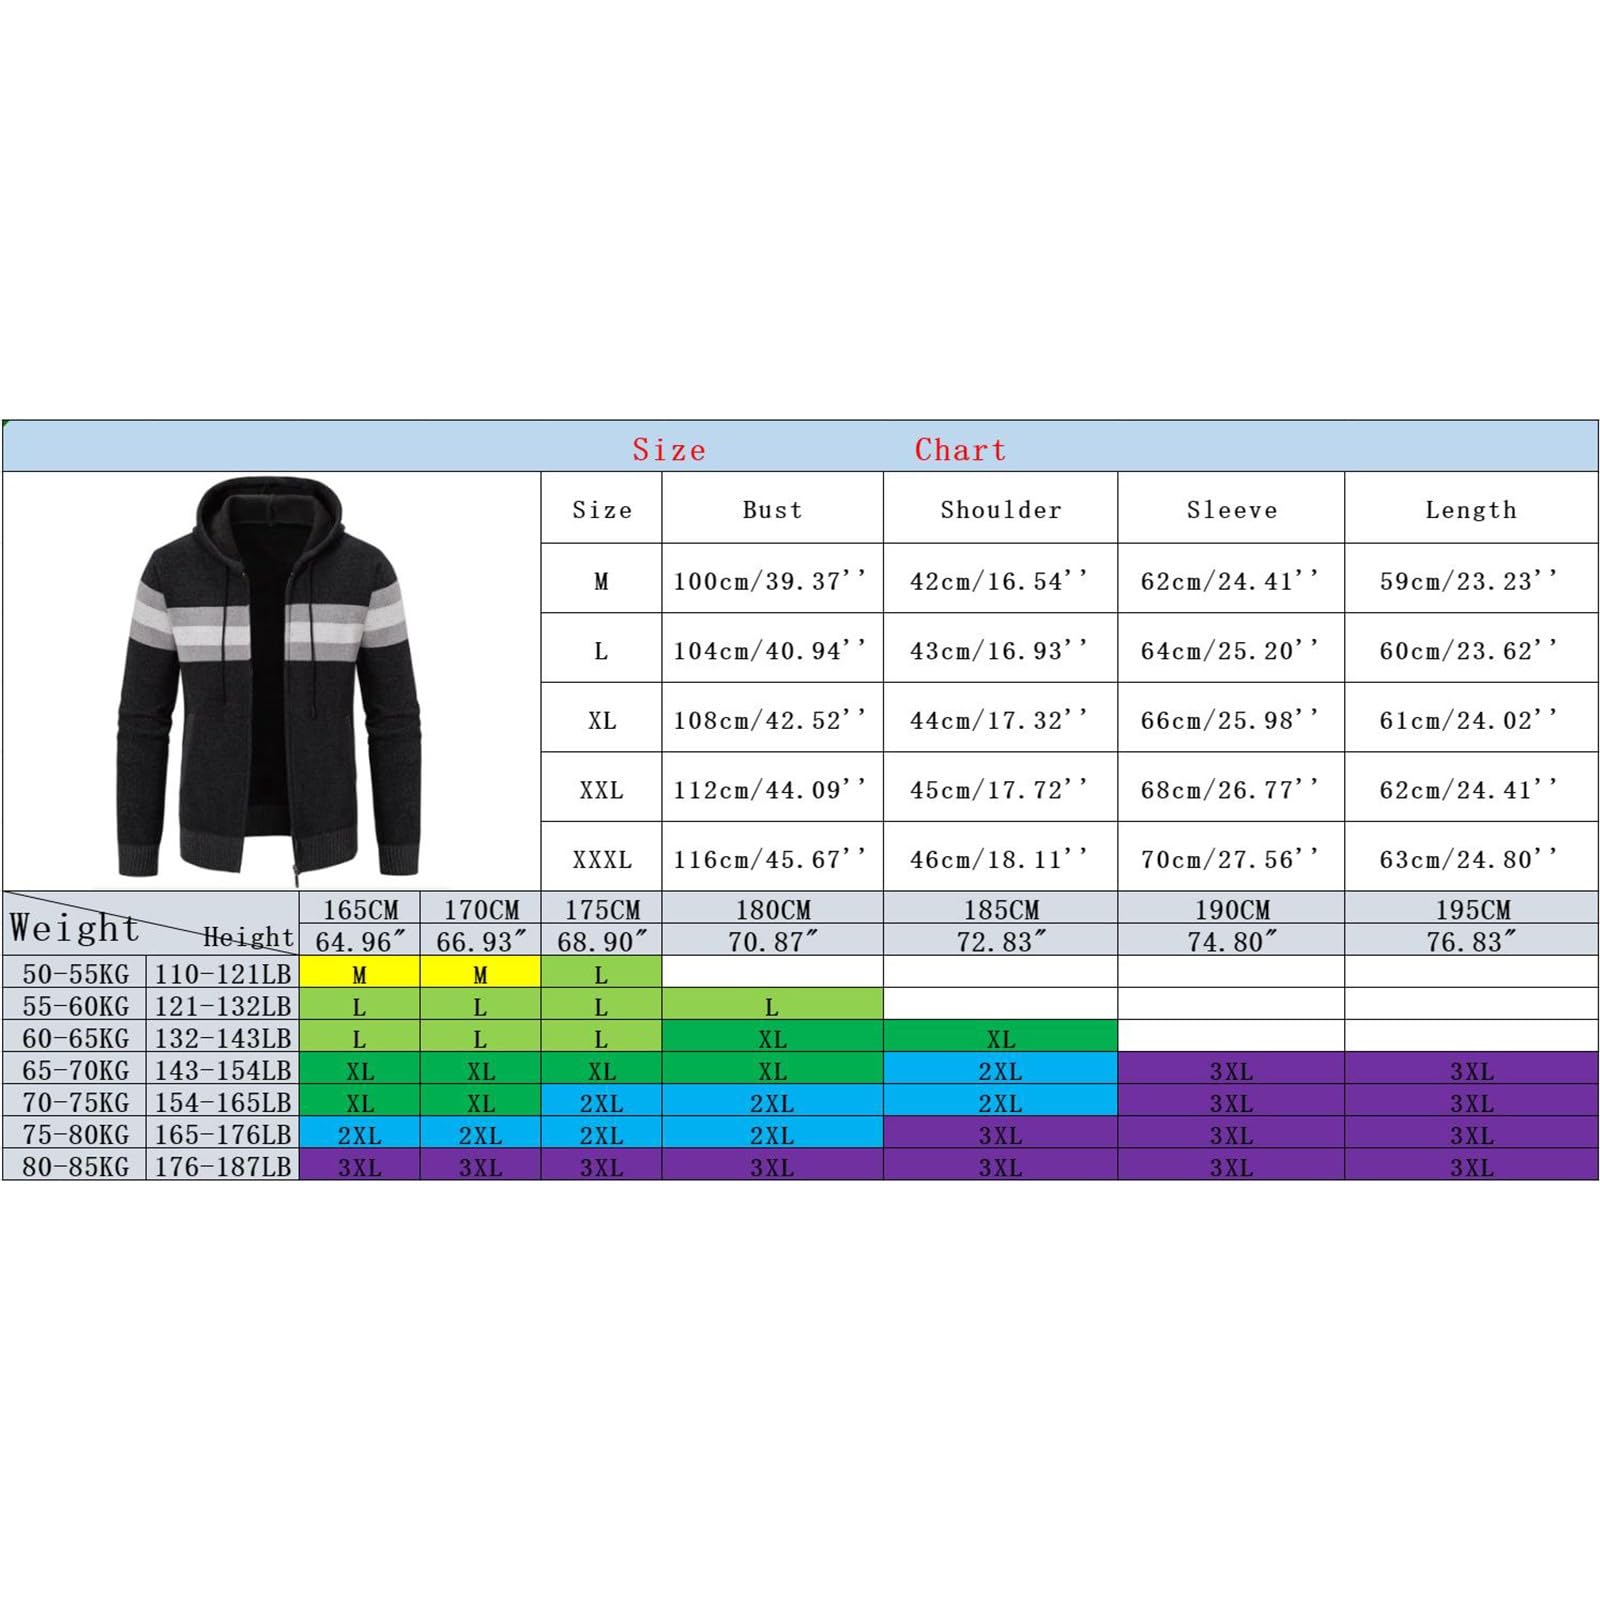 Size Chart
Size Bust Shoulder Sleeve Length
M 100cm/39.37'' 42cm/16.54'' 62cm/24.41'' 59cm/23.23''
L 104cm/40.94'' 43cm/16.93'' 64cm/25.20'' 60cm/23.62''
XL 108cm/42.52'' 44cm/17.32'' 66cm/25.98'' 61cm/24.02''
XXL 112cm/44.09'' 45cm/17.72'' 68cm/26.77'' 62cm/24.41''
XXXL 116cm/45.67'' 46cm/18.11'' 70cm/27.56'' 63cm/24.80''
Weight Height 165CM 170CM 175CM 180CM 185CM 190CM 195CM
64.96″ 66.93″ 68.90″ 70.87″ 72.83″ 74.80″ 76.83″
50-55KG 110-121LB M M L
55-60KG 121-132LB L L L L
60-65KG 132-143LB L L L XL XL
65-70KG 143-154LB XL XL XL XL 2XL 3XL 3XL
70-75KG 154-165LB XL XL 2XL 2XL 2XL 3XL 3XL
75-80KG 165-176LB 2XL 2XL 2XL 2XL 3XL 3XL 3XL
80-85KG 176-187LB 3XL 3XL 3XL 3XL 3XL 3XL 3XL